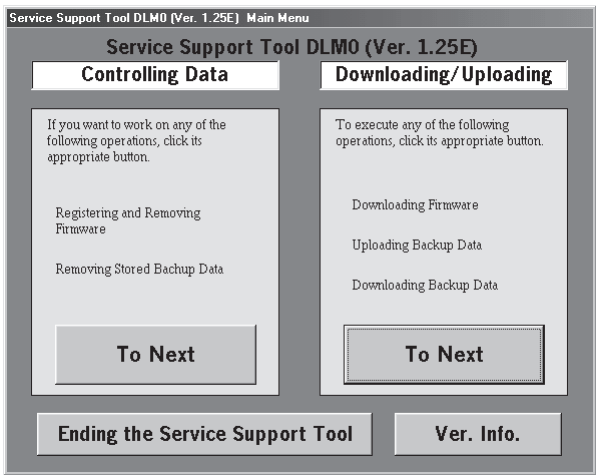 Service Support Tool DLM0 (Ver. 1.25E) Main Menu
Service Support Tool DLM0 (Ver. 1.25E)
Controlling Data
If you want to work on any of the
following operations, click its
appropriate button.
Registering and Removing
Firmware
Removing Stored Bachup Data
To Next
Downloading/Uploading
To execute any of the following
operations, click its appropriate button.
Downloading Firmware
Uploading Backup Data
Downloading Backup Data
To Next
Ending the Service Support Tool
Ver. Info.